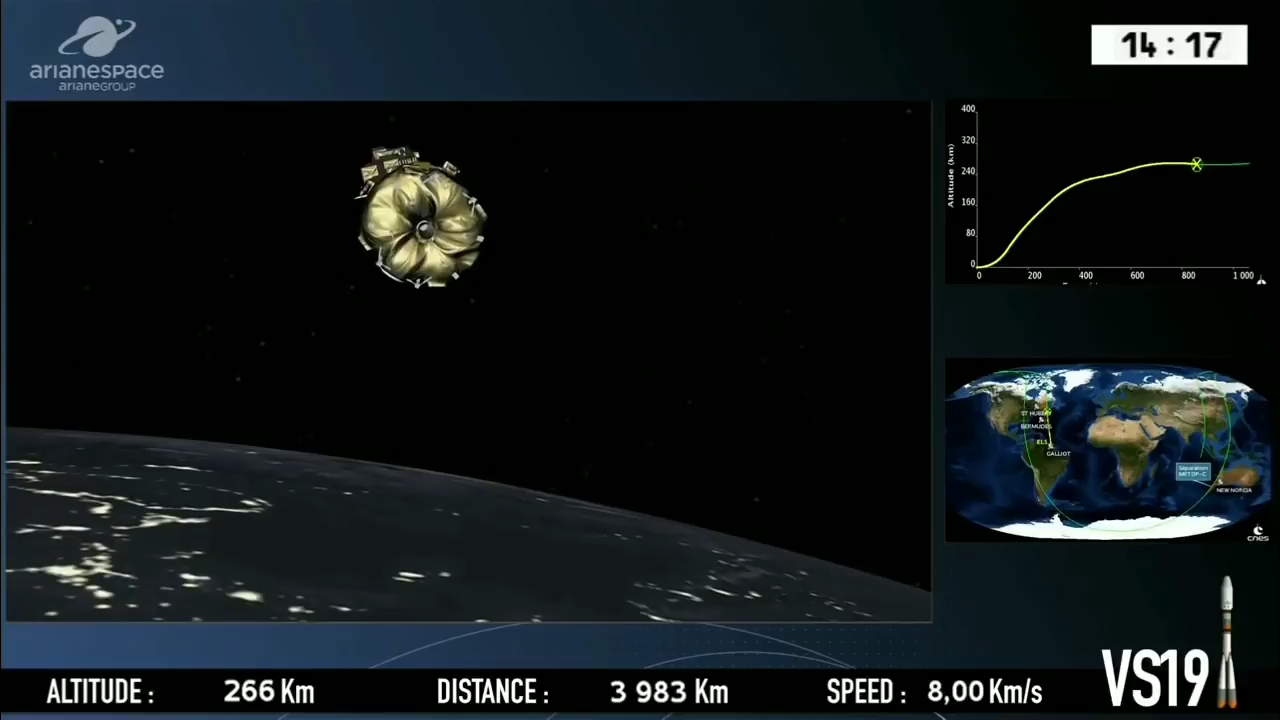 arianespace
arianeGROUP
14 : 17
Altitude (km)
400
320
240
160
80
0
0 200 400 600 800 1 000
ST HUBERT
BERMUDES
ELS
GALLIOT
Séparation
METOP-C
NEW NORCIA
cnes
ALTITUDE : 266 Km DISTANCE : 3 983 Km SPEED : 8,00 Km/s
VS19